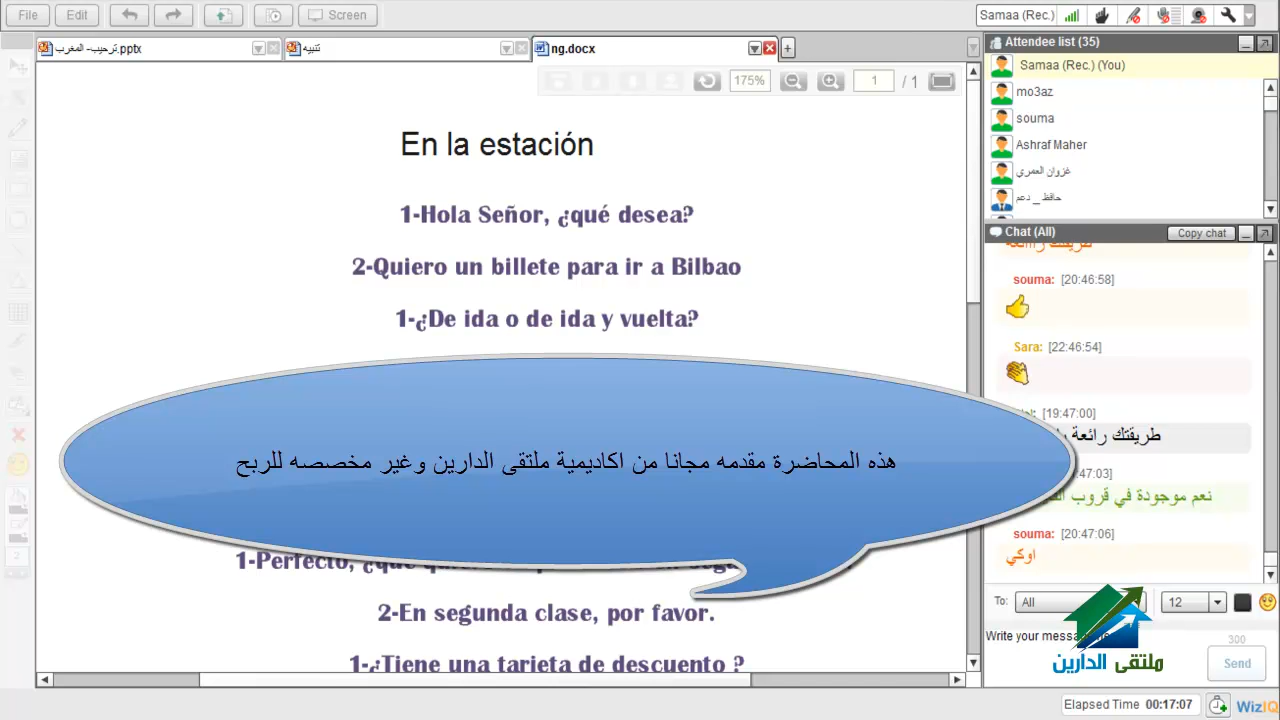 File
Edit
Screen
Samaa (Rec.)
ترحيب- المغرب.pptx
تنبيه
ng.docx
175%
1
/ 1
En la estación
1-Hola Señor, ¿qué desea?
2-Quiero un billete para ir a Bilbao
1-¿De ida o de ida y vuelta?
هذه المحاضرة مقدمه مجانا من اكاديمية ملتقى الدارين وغير مخصصه للربح
1-Perfecto, ¿qué
2-En segunda clase, por favor.
1-¿Tiene una tarjeta de descuento ?
Attendee list (35)
Samaa (Rec.) (You)
mo3az
souma
Ashraf Maher
غزوان العمري
حافظ_ دعم
Chat (All)
Copy chat
souma: [20:46:58]
Sara: [22:46:54]
[19:47:00]
طريقتك رائعة
47:03]
نعم موجودة في قروب
souma: [20:47:06]
اوكي
To:
All
12
Write your message
300
Send
ملتقى الدارين
Elapsed Time 00:17:07
WizIQ